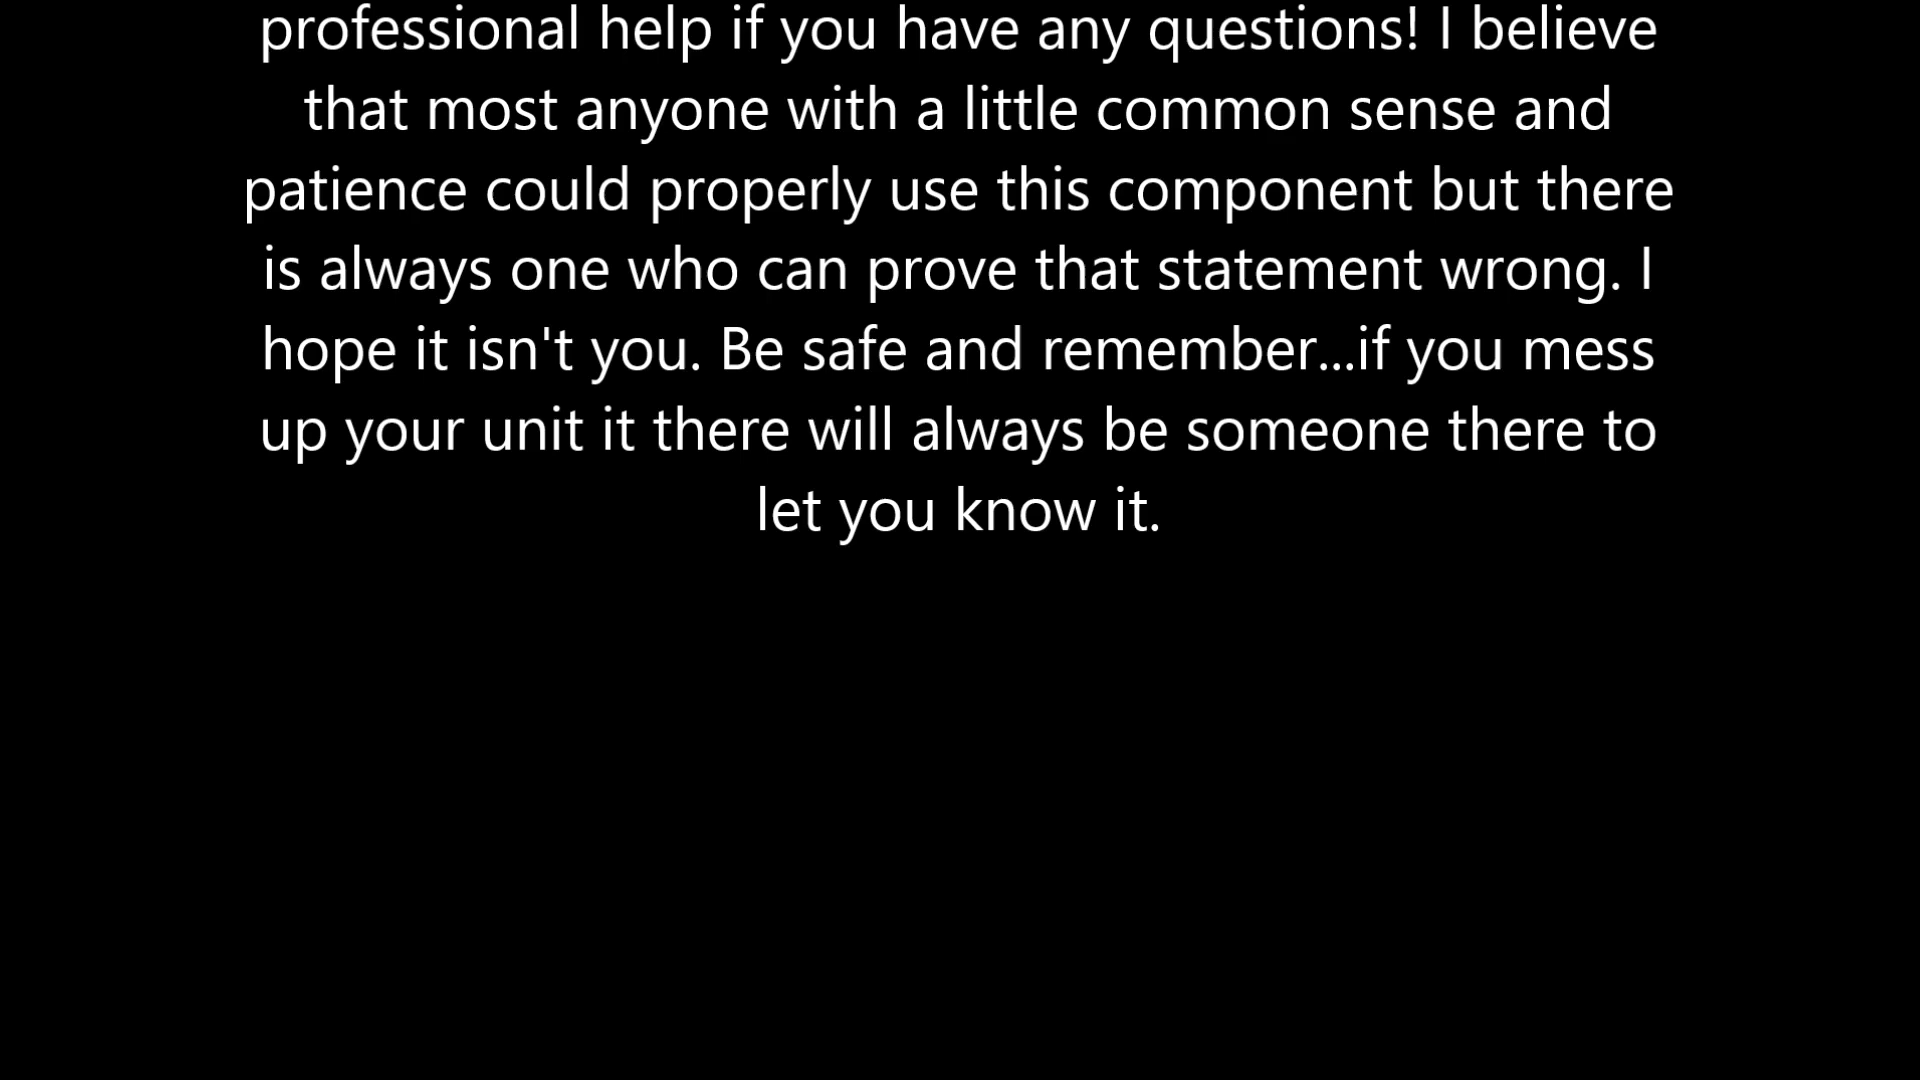 professional help if you have any questions! I believe
that most anyone with a little common sense and
patience could properly use this component but there
is always one who can prove that statement wrong. I
hope it isn't you. Be safe and remember...if you mess
up your unit it there will always be someone there to
let you know it.